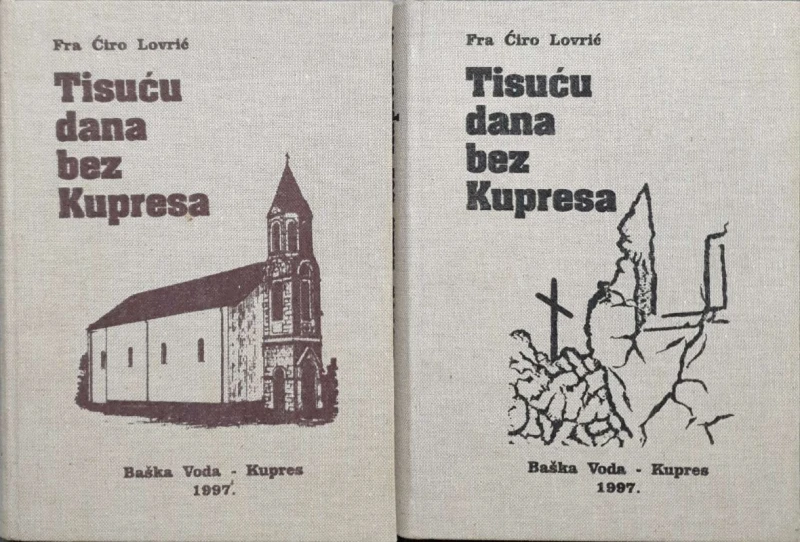 Fra Ćiro Lovrić
Tisuću
dana
bez
Kupresa
Baška Voda - Kupres
1997.
Fra Ćiro Lovrić
Tisuću
dana
bez
Kupresa
Baška Voda - Kupres
1997.